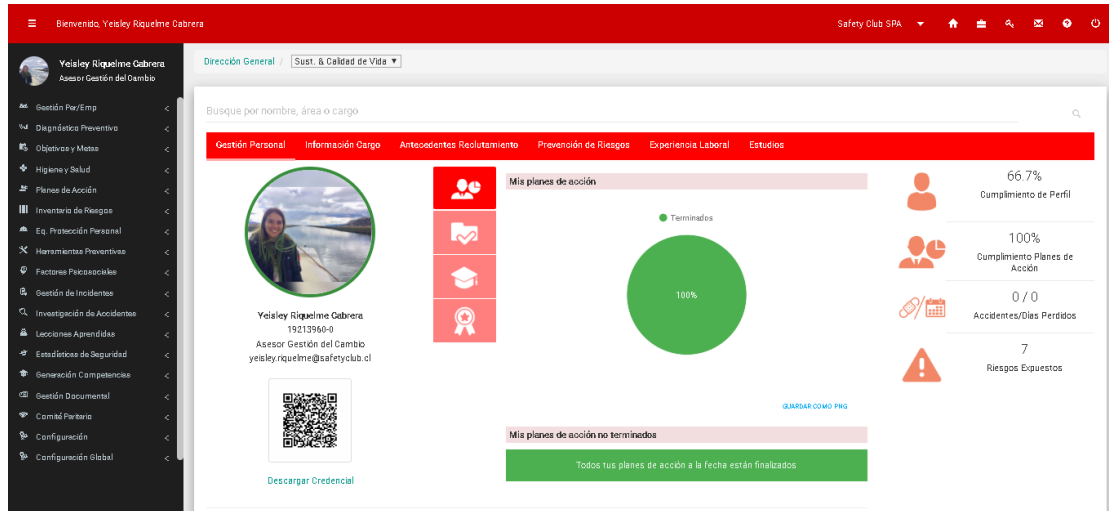 Bienvenido, Yeisley Riquelme Cabrera
Safety Club SPA
Yeisley Riquelme Cabrera
Asesor Gestión del Cambio
Gestión Per/Emp
Diagnóstico Preventivo
Objetivos y Metas
Higiene y Salud
Planes de Acción
Inventario de Riesgos
Eq. Protección Personal
Herramientas Preventivas
Factores Psicosociales
Gestión de Incidentes
Investigación de Accidentes
Lecciones Aprendidas
Estadísticas de Seguridad
Generación Competencias
Gestión Documental
Comité Paritario
Configuración
Configuración Global
Dirección General / Sust. & Calidad de Vida
Busque por nombre, área o cargo
Gestión Personal Información Cargo Antecedentes Reclutamiento Prevención de Riesgos Experiencia Laboral Estudios
Yeisley Riquelme Cabrera
19213960-0
Asesor Gestión del Cambio
yeisley.riquelme@safetyclub.cl
Descargar Credencial
Mis planes de acción
Terminados
100%
GUARDAR COMO PNG
Mis planes de acción no terminados
Todos tus planes de acción a la fecha están finalizados
66.7%
Cumplimiento de Perfil
100%
Cumplimiento Planes de
Acción
0 / 0
Accidentes/Días Perdidos
7
Riesgos Expuestos